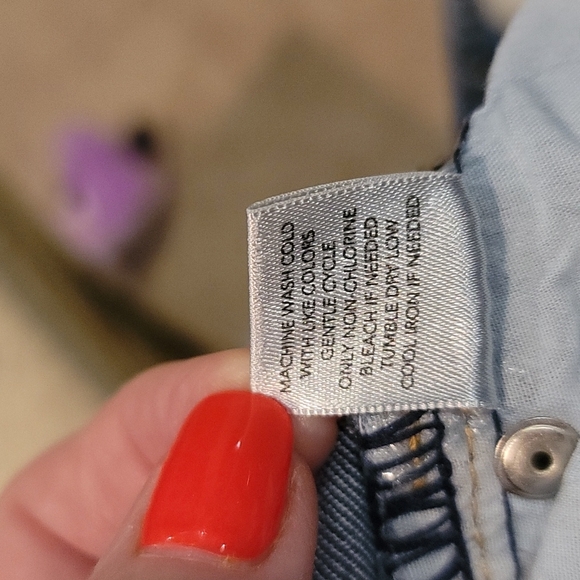 MACHINE WASH COLD
WITH LIKE COLORS
GENTLE CYCLE
ONLY NON-CHLORINE
BLEACH IF NEEDED
TUMBLE DRY LOW
COOL IRON IF NEEDED